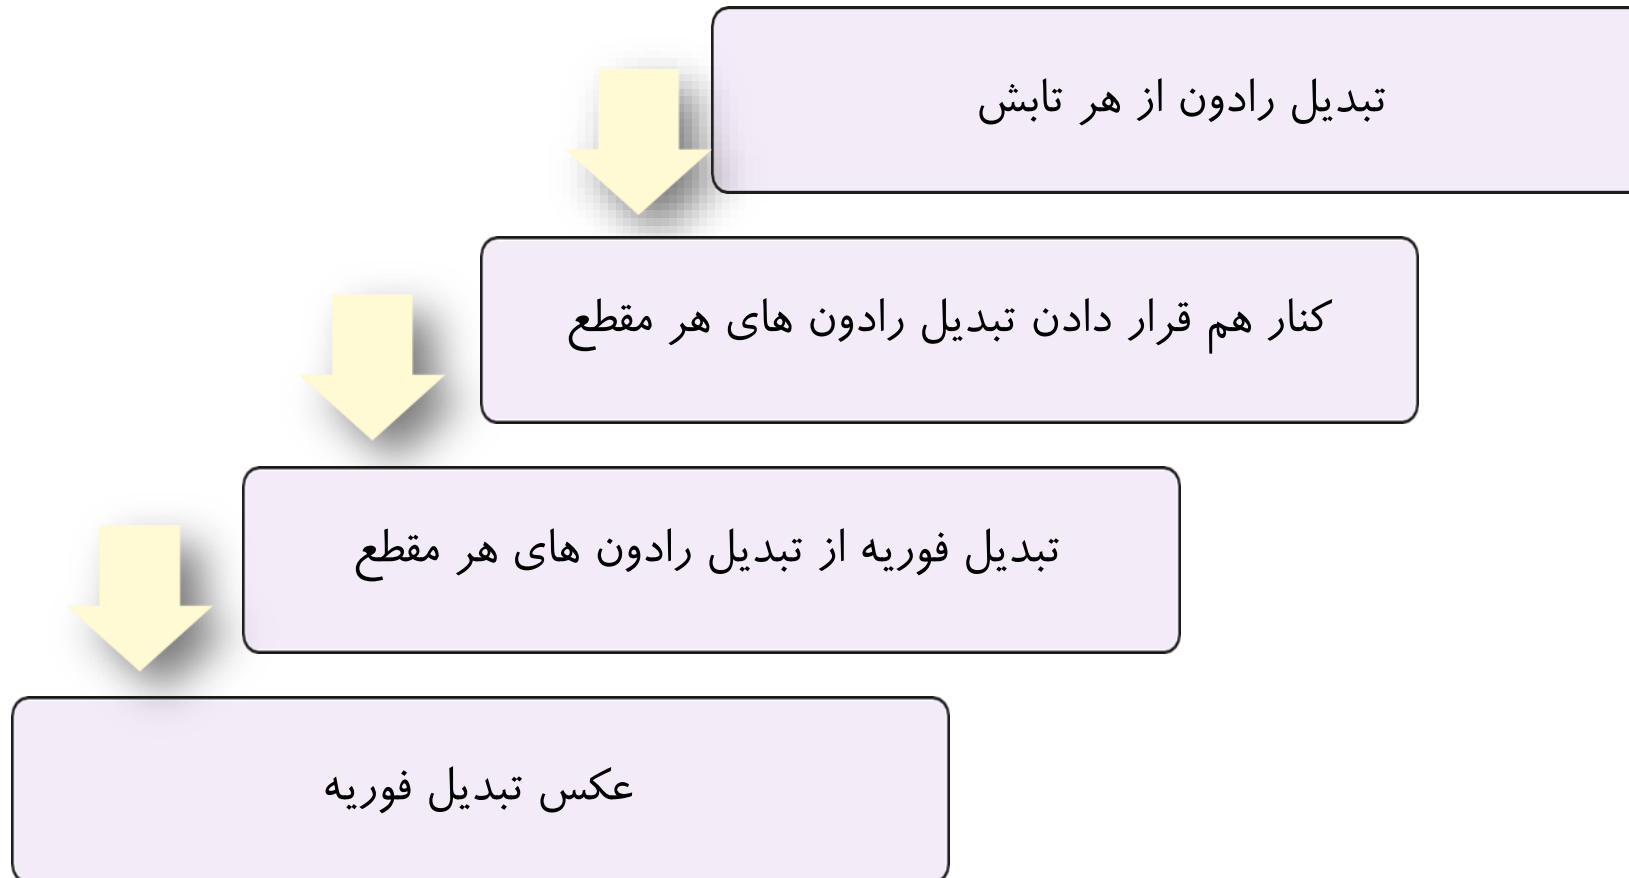 تبدیل رادون از هر تابش
کنار هم قرار دادن تبدیل رادون های هر مقطع
تبدیل فوریه از تبدیل رادون های هر مقطع
عکس تبدیل فوریه